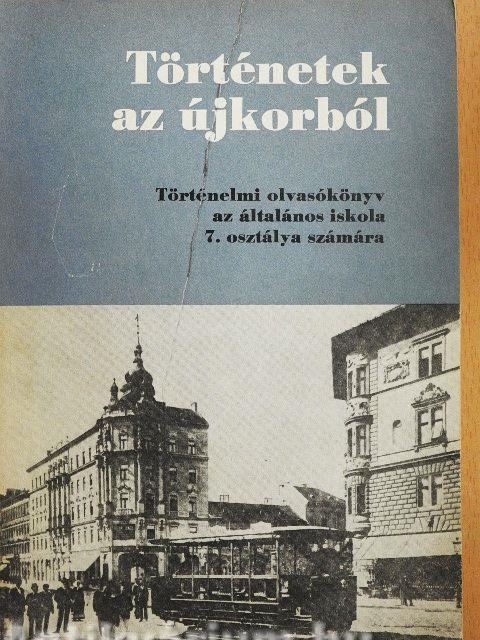 Történetek
az újkorból
Történelmi olvasókönyv
az általános iskola
7. osztálya számára